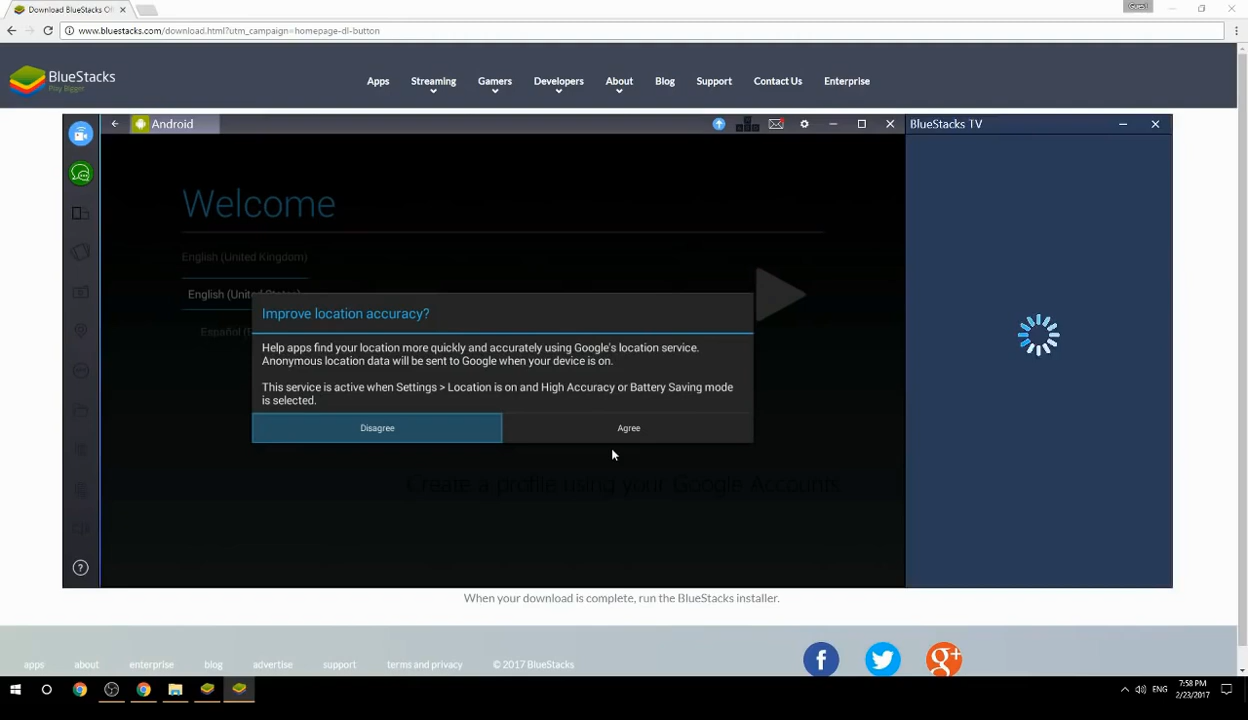 Download BlueStacks O
Guest
www.bluestacks.com/download.html?utm_campaign=homepage-dl-button
BlueStacks
Play Bigger
Apps Streaming Gamers Developers About Blog Support Contact Us Enterprise
Android
BlueStacks TV
Welcome
English (United Kingdom)
English (United States)
Español (
Improve location accuracy?
Help apps find your location more quickly and accurately using Google's location service.
Anonymous location data will be sent to Google when your device is on.
This service is active when Settings > Location is on and High Accuracy or Battery Saving mode
is selected.
Disagree Agree
Create a profile using your Google Accounts
When your download is complete, run the BlueStacks installer.
apps about enterprise blog advertise support terms and privacy © 2017 BlueStacks
ENG
7:58 PM
2/23/2017